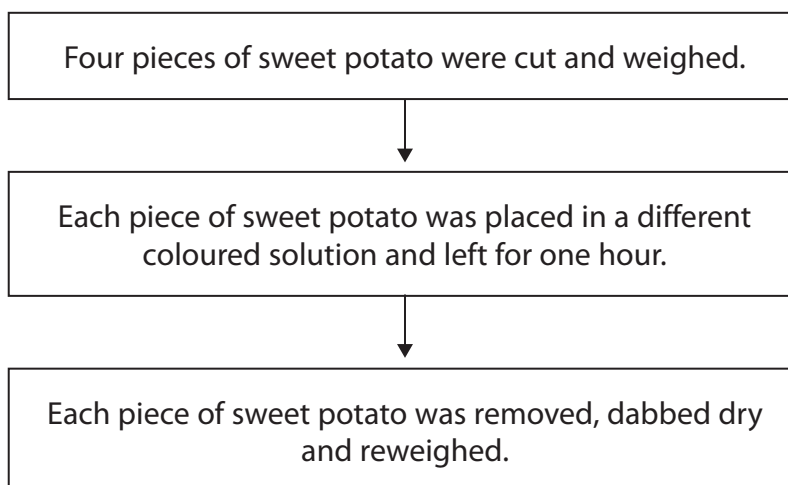 Four pieces of sweet potato were cut and weighed.
Each piece of sweet potato was placed in a different
coloured solution and left for one hour.
Each piece of sweet potato was removed, dabbed dry
and reweighed.